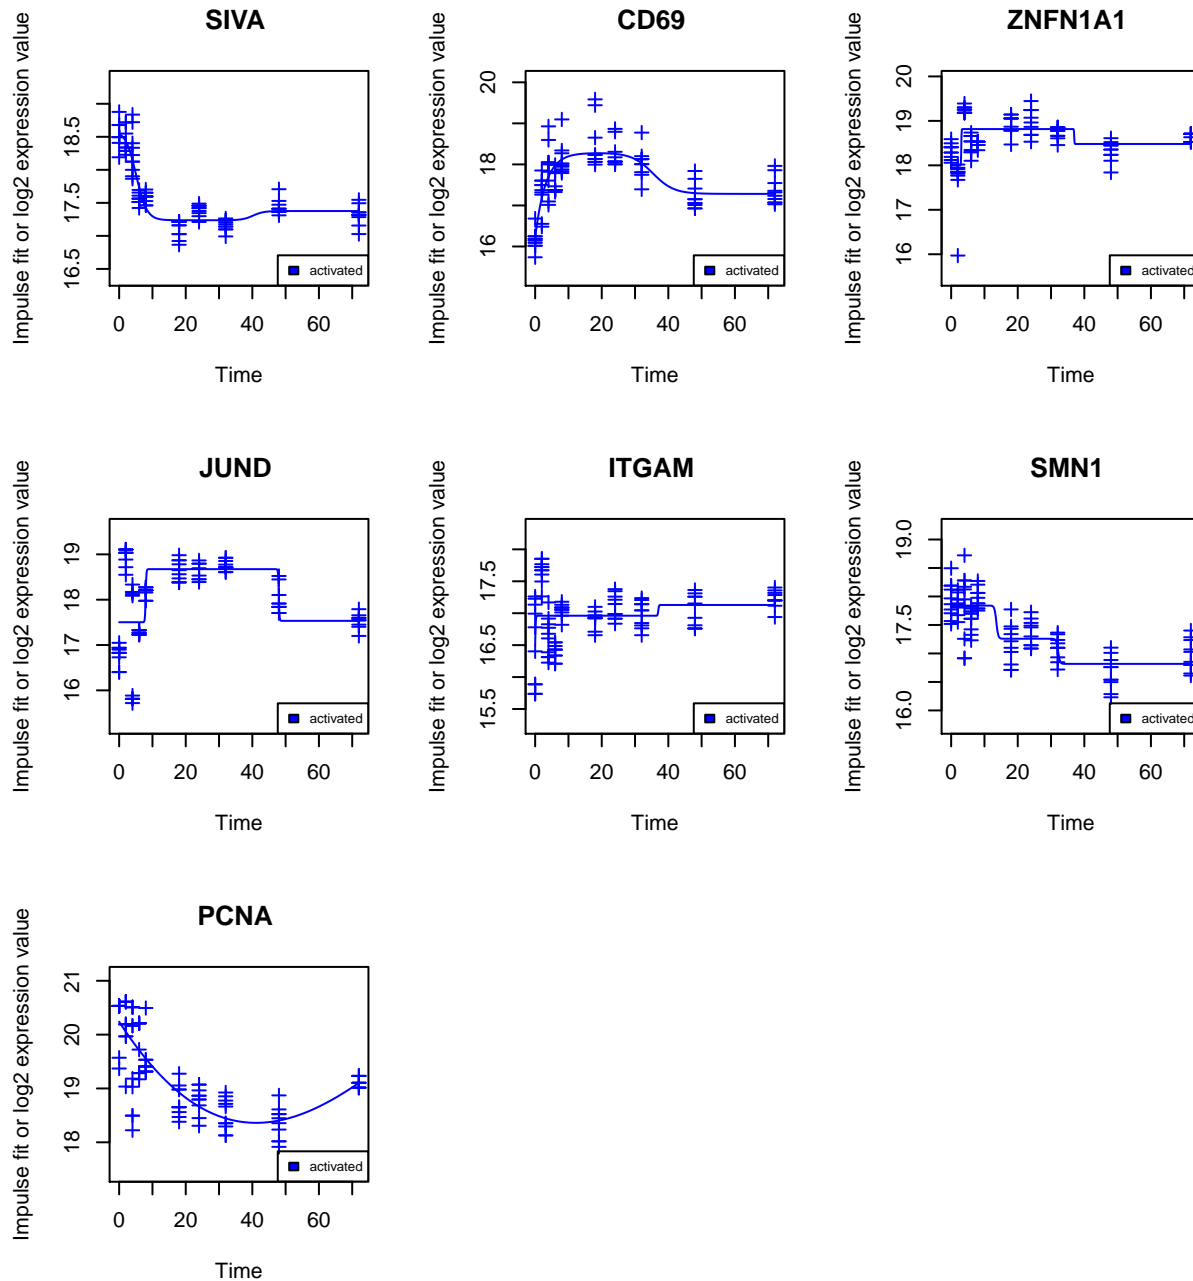 SIVA
Impulse fit or log2 expression value
18.5
17.5
16.5
0 20 40 60
Time
activated
CD69
Impulse fit or log2 expression value
20
18
16
0 20 40 60
Time
activated
ZNFN1A1
Impulse fit or log2 expression value
20
19
18
17
16
0 20 40 60
Time
activated
JUND
Impulse fit or log2 expression value
19
18
17
16
0 20 40 60
Time
activated
ITGAM
Impulse fit or log2 expression value
17.5
16.5
15.5
0 20 40 60
Time
activated
SMN1
Impulse fit or log2 expression value
19.0
17.5
16.0
0 20 40 60
Time
activated
PCNA
Impulse fit or log2 expression value
21
20
19
18
0 20 40 60
Time
activated